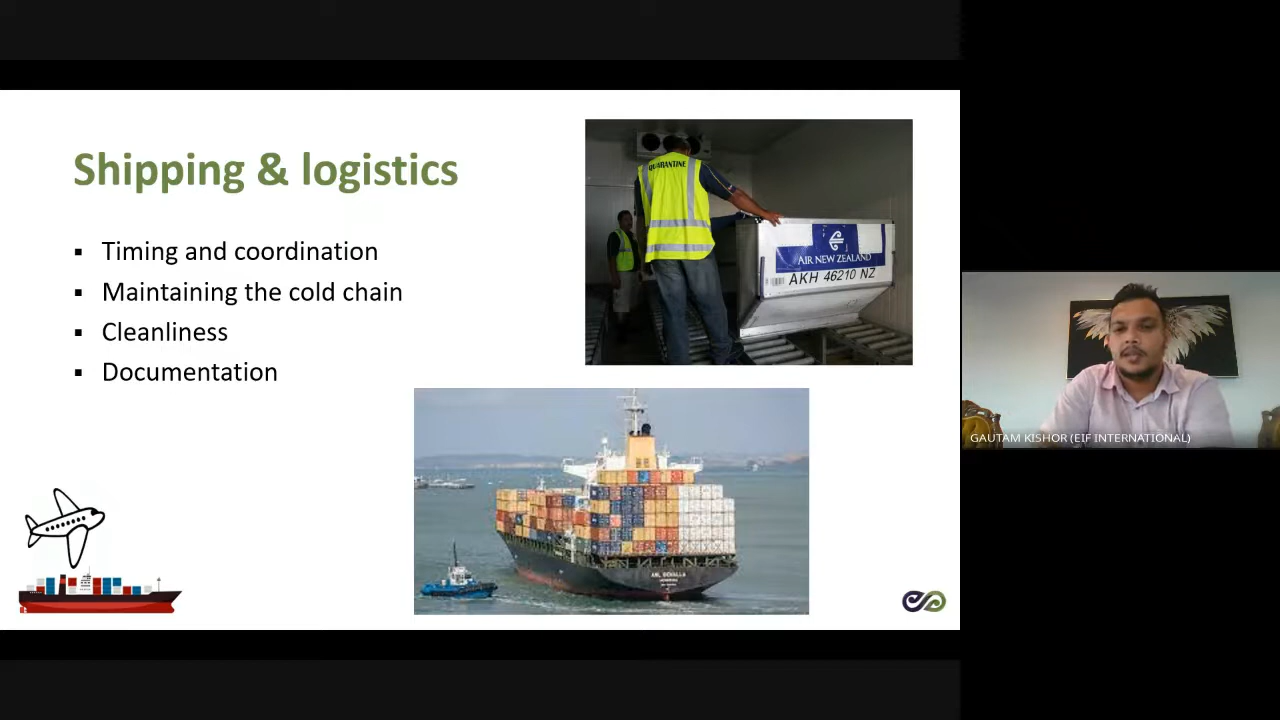 Shipping & logistics
Timing and coordination
Maintaining the cold chain
Cleanliness
Documentation
QUARANTINE
AIR NEW ZEALAND
AKH 46210 NZ
GAUTAM KISHOR (EIF INTERNATIONAL)